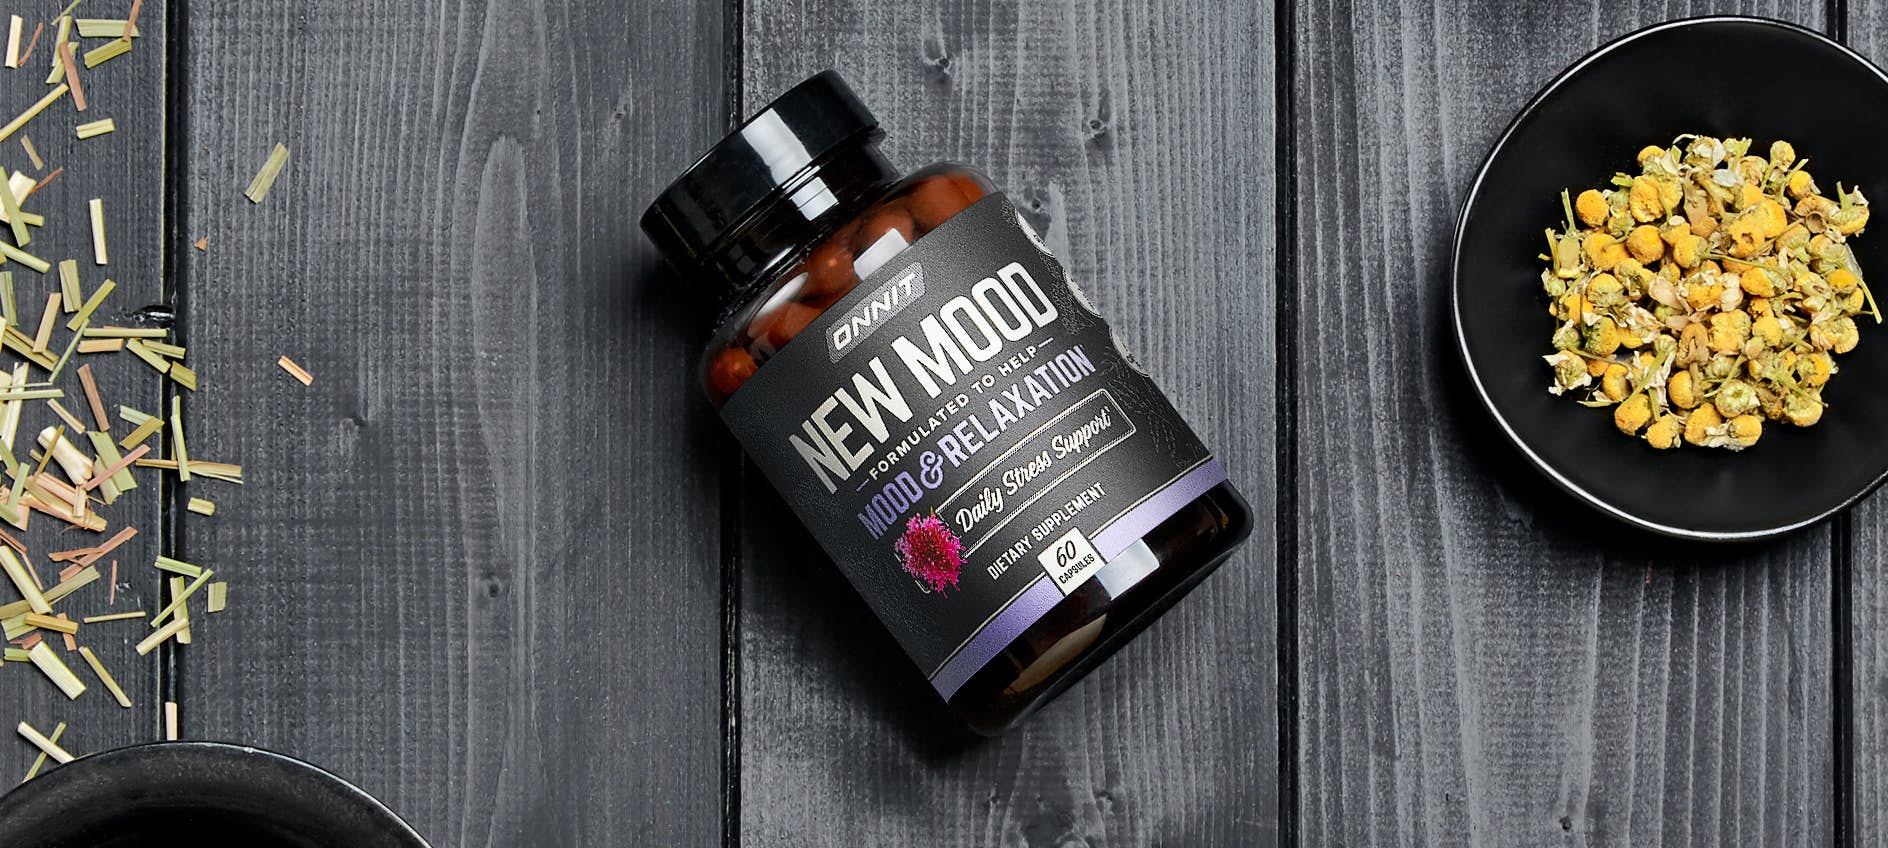 ONNIT
NEW MOOD
FORMULATED TO HELP
MOOD & RELAXATION*
Daily Stress Support*
DIETARY SUPPLEMENT
60
CAPSULES